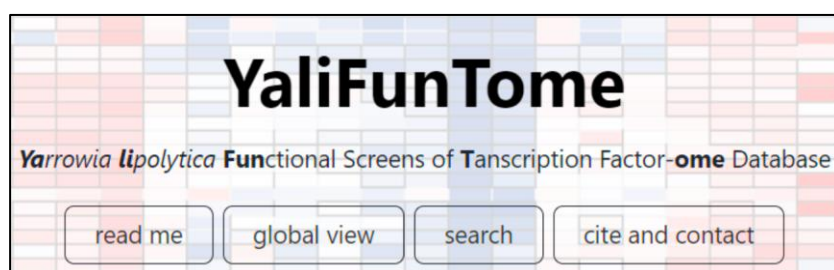 YaliFunTome
Yarrowia lipolytica Functional Screens of Tanscription Factor-ome Database
read me global view search cite and contact